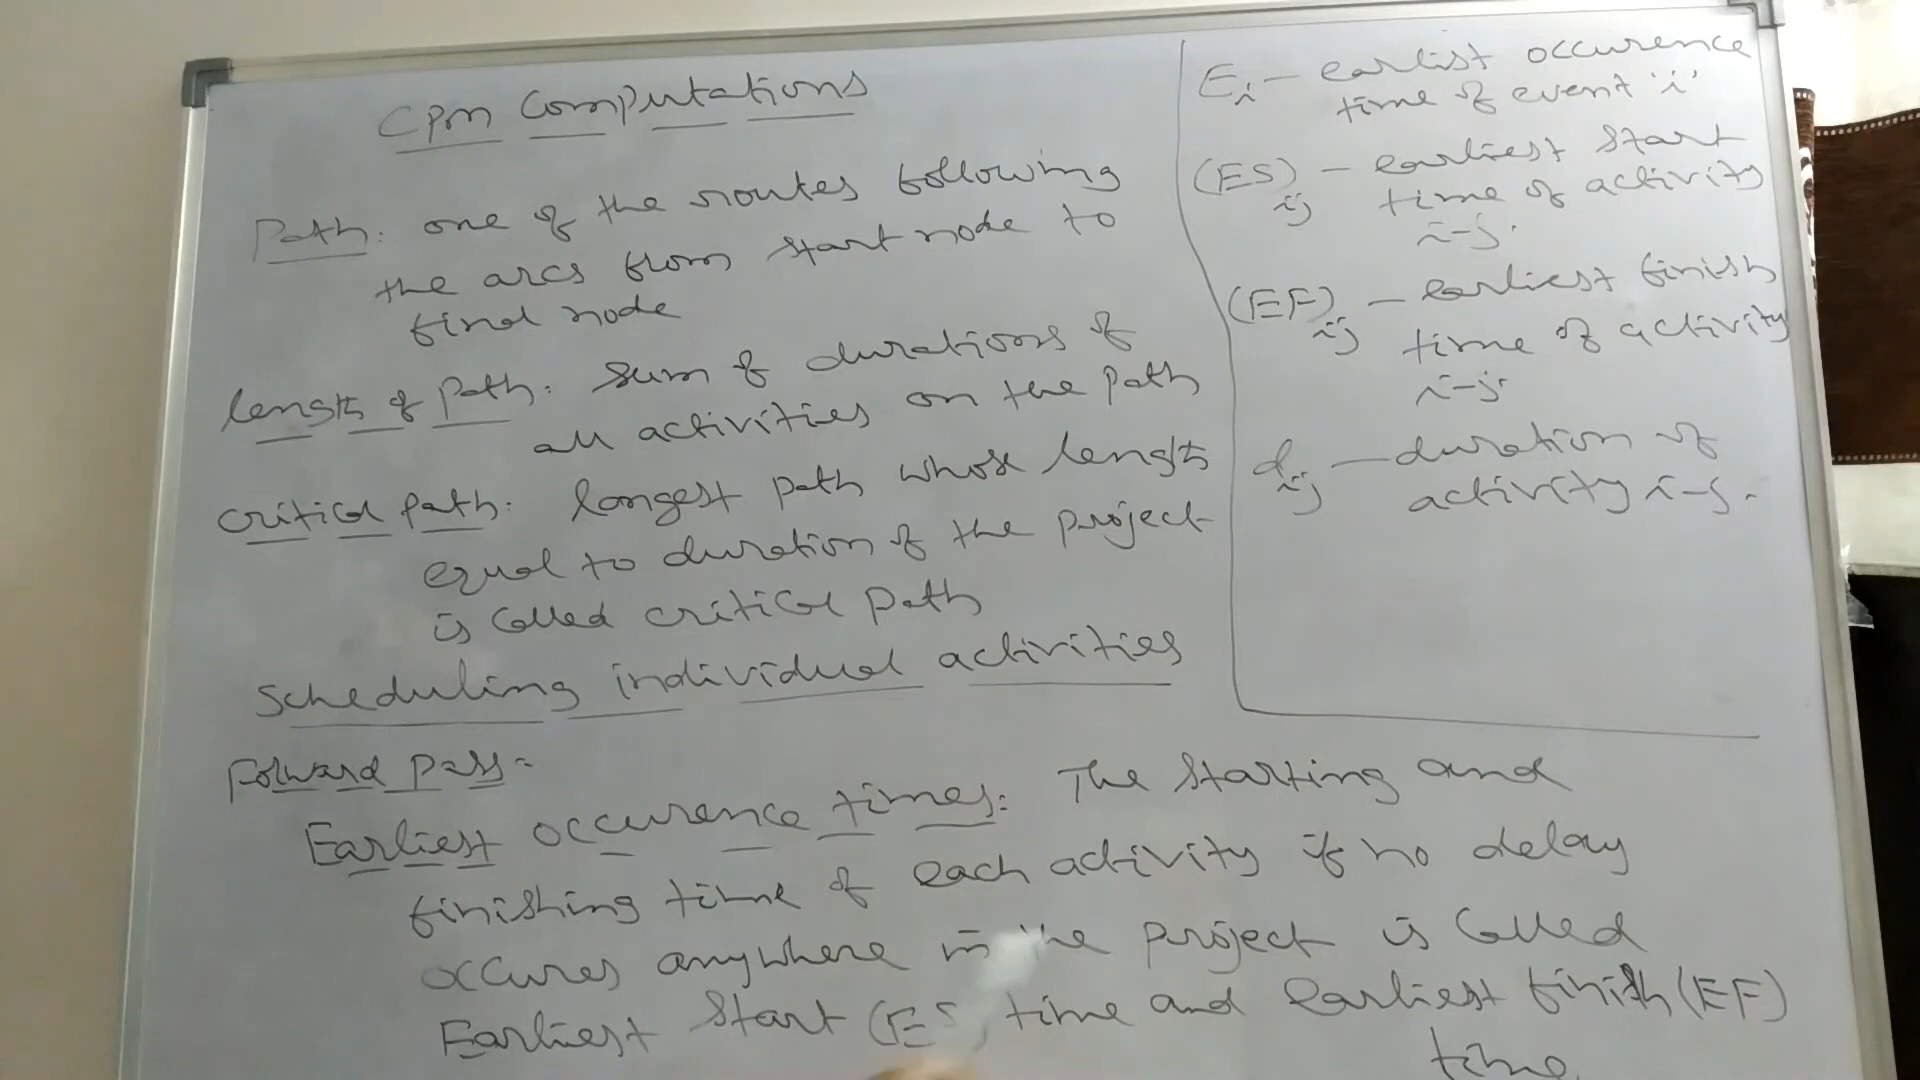 CPM Computations
Path: one of the routes following
the arcs from start node to
final node
length of path: sum of durations of
all activities on the path
critical path: longest path whose length
equal to duration of the project
is called critical path
Scheduling individual activities
Forward pass:
Earliest occurence times: The starting and
finishing time of each activity if no delay
occures anywhere in the project is called
Earliest start (ES) time and earliest finish (EF)
time
Ei - earlist occurence
time of event 'i'
(ES)ij - earliest start
time of activity
i-j.
(EF)ij - earliest finish
time of activity
i-j.
dij - duration of
activity i-j.